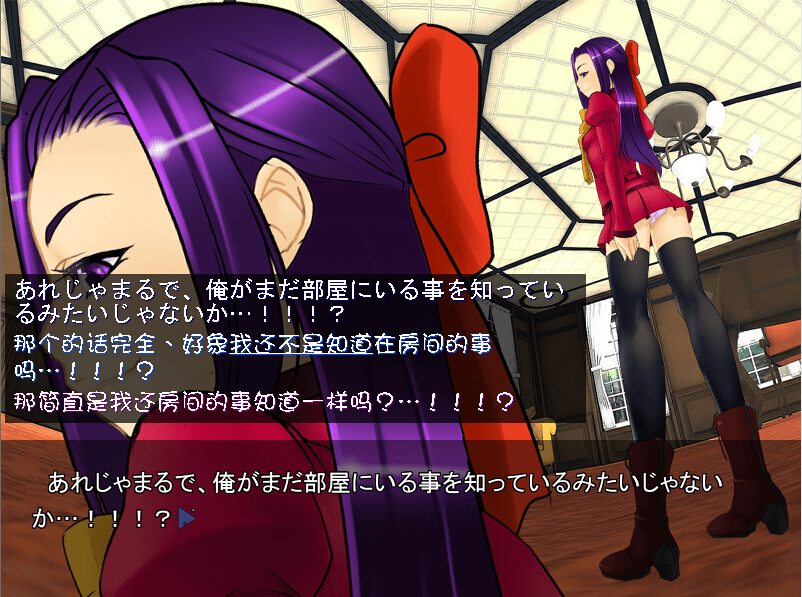 あれじゃまるで、俺がまだ部屋にいる事を知ってい
るみたいじゃないか…！！！？
那个的话完全、好象我还不是知道在房间的事
吗…！！！？
那简直是我还房间的事知道一样吗？…！！！？
あれじゃまるで、俺がまだ部屋にいる事を知っているみたいじゃない
か…！！！？